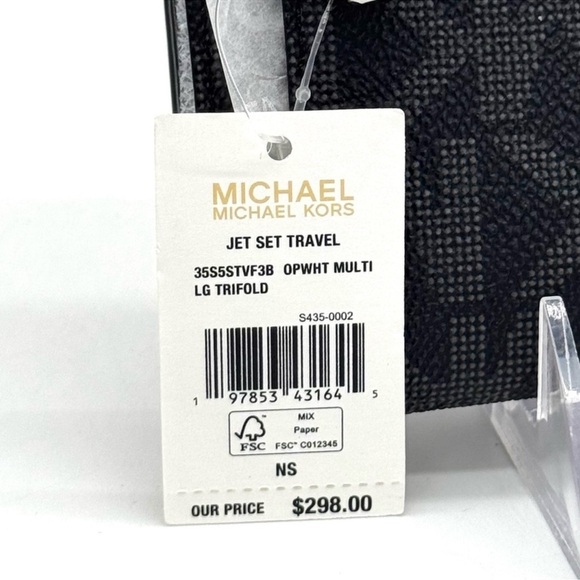 MICHAEL
MICHAEL KORS
JET SET TRAVEL
35S5STVF3B OPWHT MULTI
LG TRIFOLD
S435-0002
1 97853 43164 5
FSC™
MIX
Paper
FSC™ C012345
NS
OUR PRICE $298.00